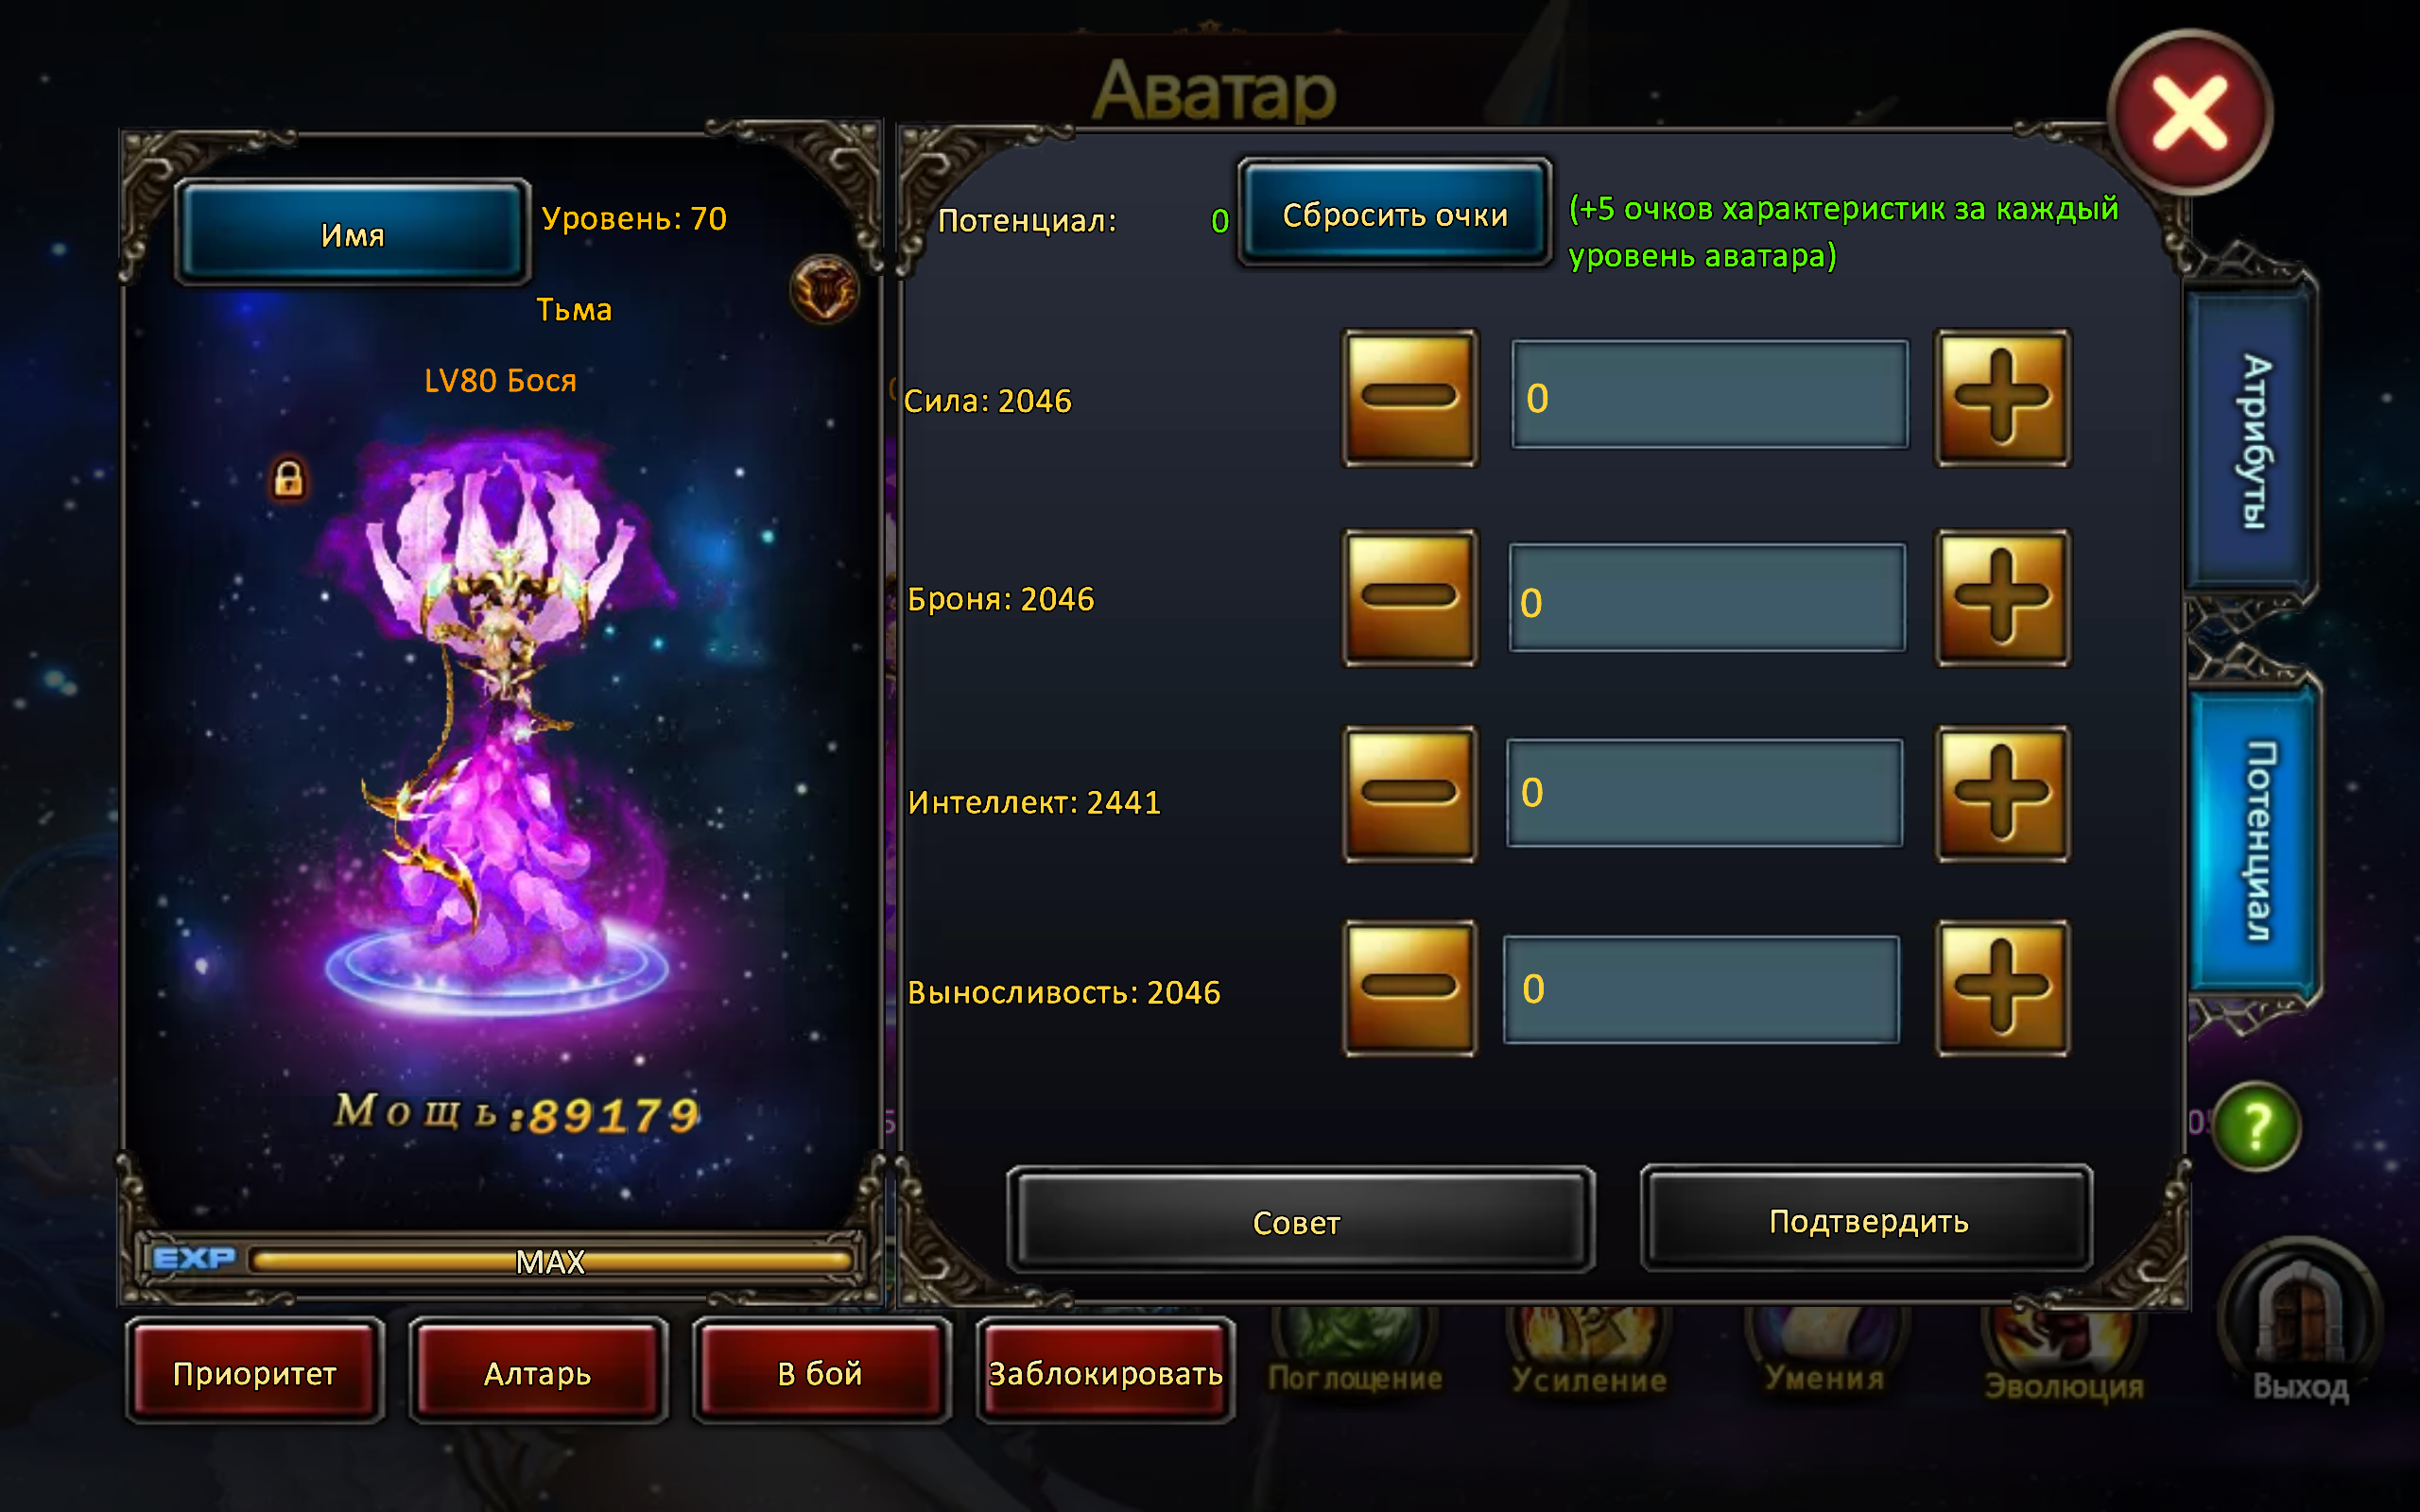 Аватар
Имя
Уровень: 70
Тьма
LV80 Бося
Мощь:89179
EXP
MAX
Потенциал: 0
Сбросить очки
(+5 очков характеристик за каждый
уровень аватара)
Сила: 2046
0
Броня: 2046
0
Интеллект: 2441
0
Выносливость: 2046
0
Совет
Подтвердить
Атрибуты
Потенциал
?
Приоритет
Алтарь
В бой
Заблокировать
Поглощение
Усиление
Умения
Эволюция
Выход